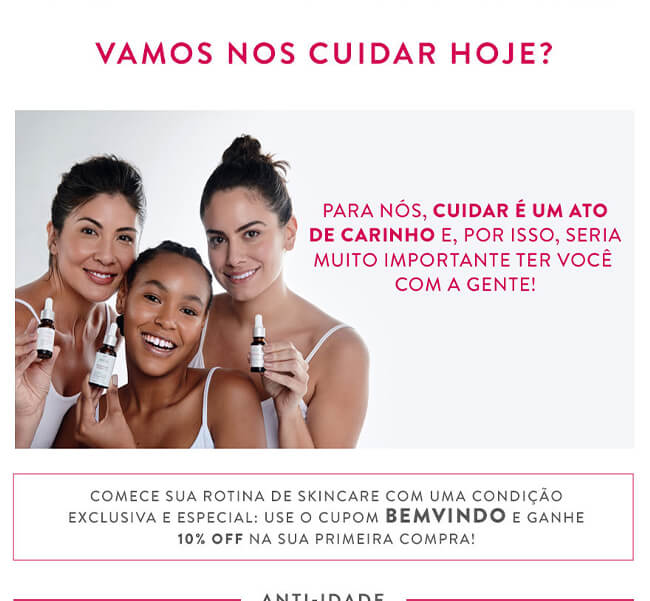 VAMOS NOS CUIDAR HOJE?
PARA NÓS, CUIDAR É UM ATO
DE CARINHO E, POR ISSO, SERIA
MUITO IMPORTANTE TER VOCÊ
COM A GENTE!
COMECE SUA ROTINA DE SKINCARE COM UMA CONDIÇÃO
EXCLUSIVA E ESPECIAL: USE O CUPOM BEMVINDO E GANHE
10% OFF NA SUA PRIMEIRA COMPRA!
ANTI-IDADE